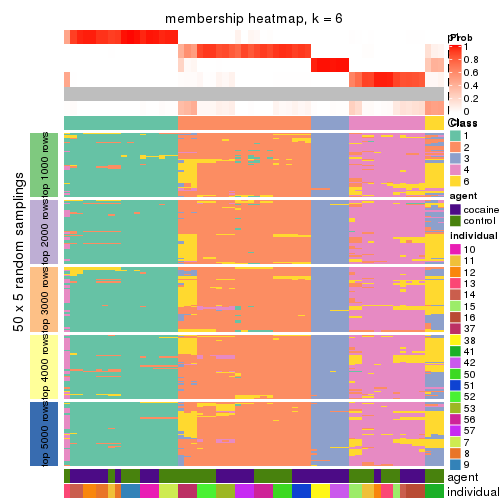 membership heatmap, k = 6
50 x 5 random samplings
top 1000 rows
top 2000 rows
top 3000 rows
top 4000 rows
top 5000 rows
Prob
1
0.8
0.6
0.4
0.2
0
Class
1
2
3
4
6
agent
cocaine
control
individual
10
11
12
13
14
15
16
37
38
41
42
50
51
52
53
56
57
7
8
9
agent
individual